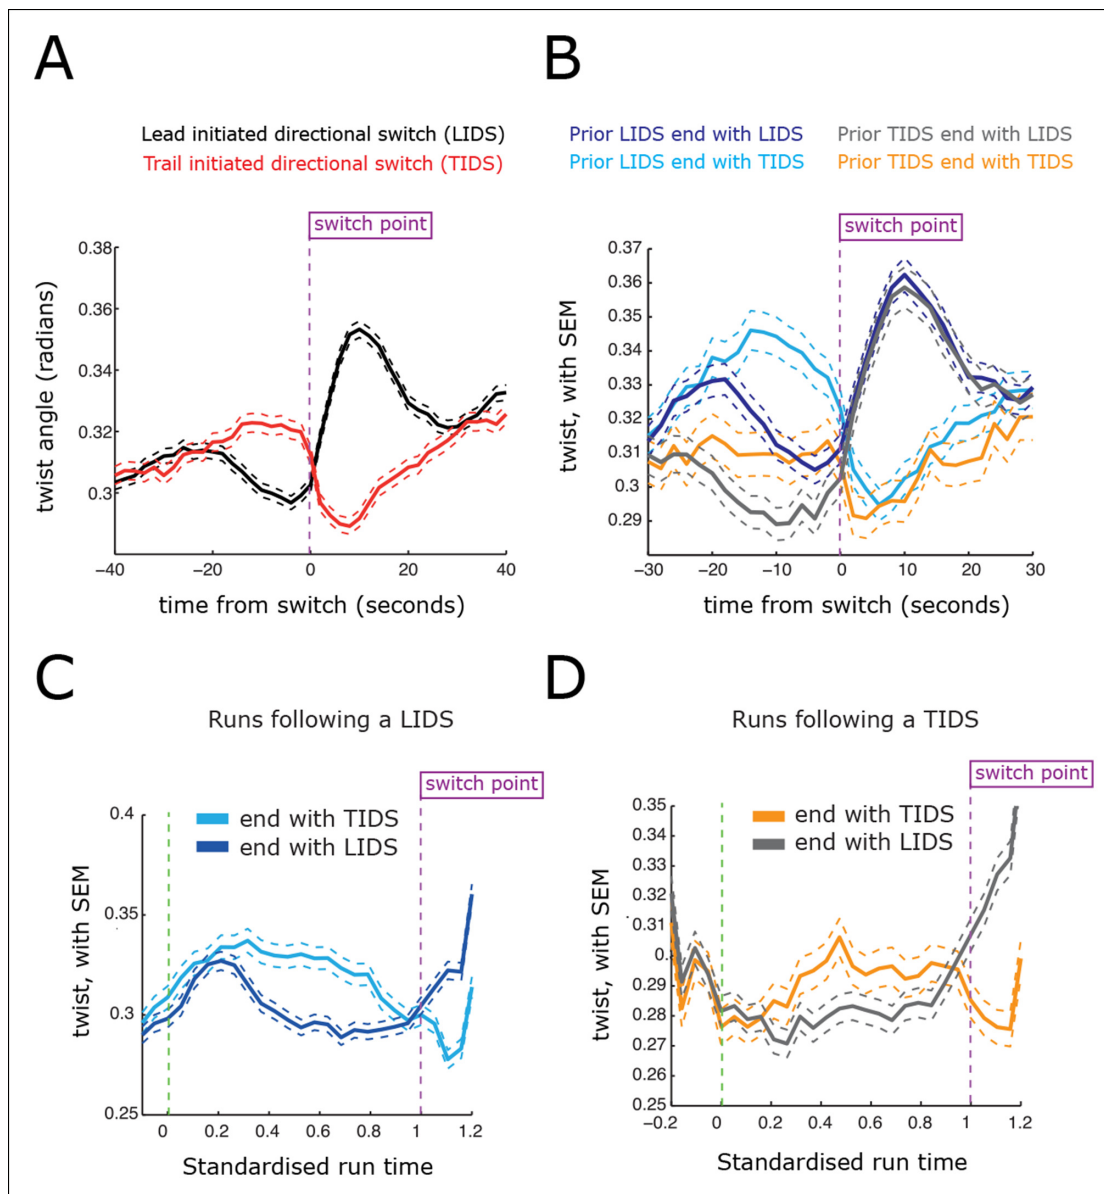 A
B
Lead initiated directional switch (LIDS)
Trail initiated directional switch (TIDS)
Prior LIDS end with LIDS
Prior TIDS end with LIDS
Prior LIDS end with TIDS
Prior TIDS end with TIDS
switch point
twist angle (radians)
0.38
0.36
0.34
0.32
0.3
−40
−20
0
20
40
time from switch (seconds)
switch point
twist, with SEM
0.37
0.35
0.34
0.33
0.32
0.31
0.3
0.29
−30
−20
−10
0
10
20
30
time from switch (seconds)
C
D
Runs following a LIDS
switch point
end with TIDS
end with LIDS
twist, with SEM
0.4
0.35
0.3
0.25
0
0.2
0.4
0.6
0.8
1
1.2
Standardised run time
Runs following a TIDS
switch point
end with TIDS
end with LIDS
twist, with SEM
0.35
0.34
0.33
0.32
0.31
0.
0.29
0.28
0.27
0.26
0.25
−0.2
0
0.2
0.4
0.6
0.8
1
1.2
Standardised run time